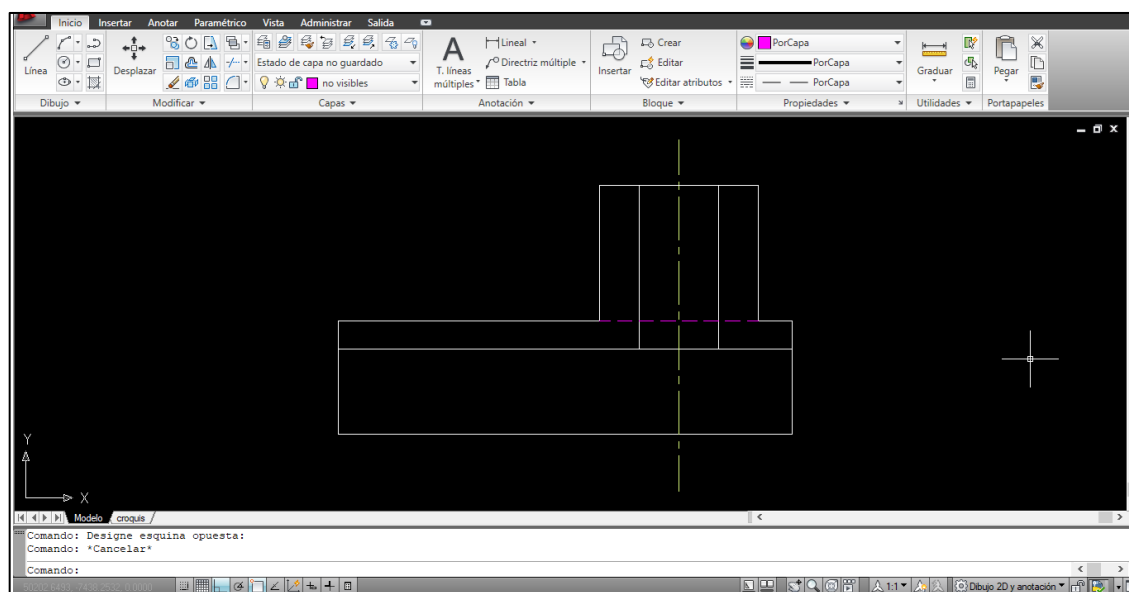 Inicio Insertar Anotar Paramétrico Vista Administrar Salida
Línea
Desplazar
Estado de capa no guardado
no visibles
A
T. líneas múltiples
Lineal
Directriz múltiple
Tabla
Insertar
Crear
Editar
Editar atributos
PorCapa
PorCapa
PorCapa
Graduar
Pegar
Dibujo Modificar Capas Anotación Bloque Propiedades Utilidades Portapapeles
Y
X
Modelo croquis
Comando: Designe esquina opuesta:
Comando: *Cancelar*
Comando:
1:1 Dibujo 2D y anotación